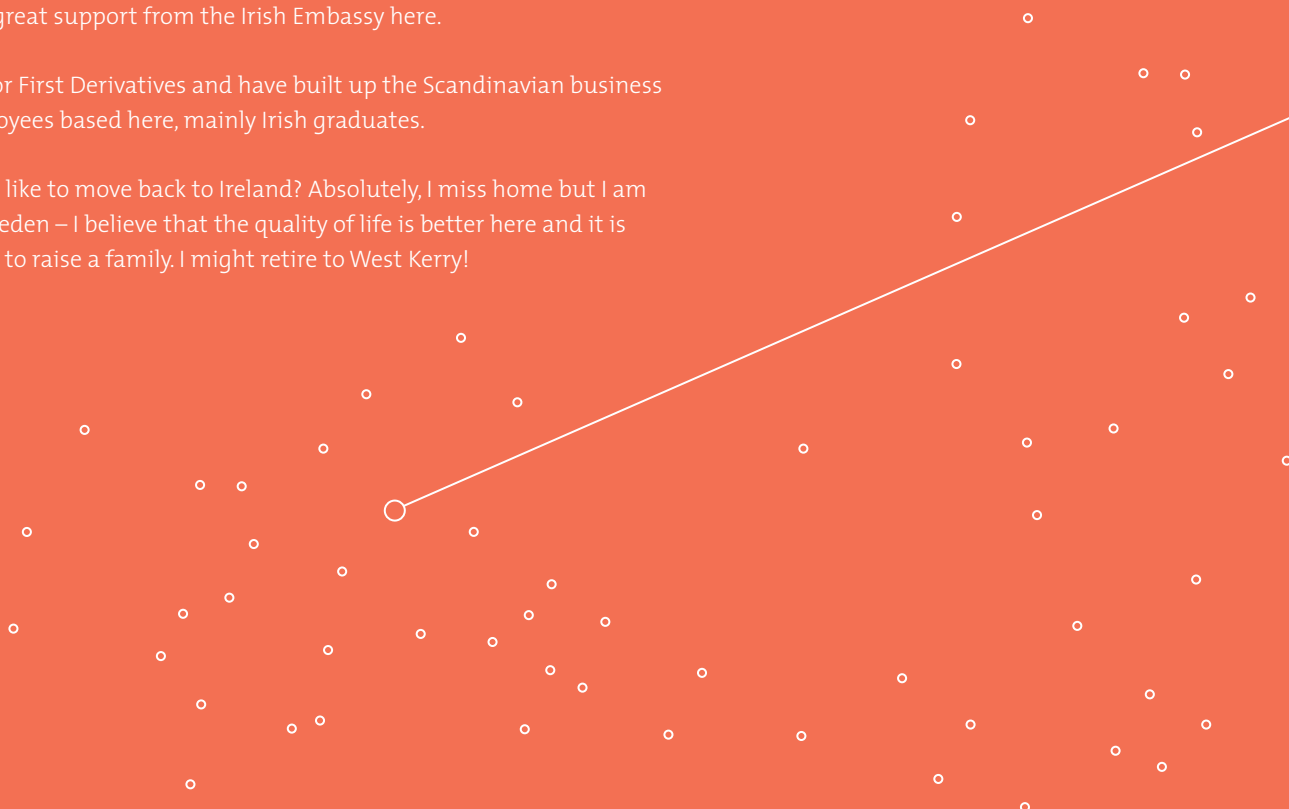 great support from the Irish Embassy here.
or First Derivatives and have built up the Scandinavian business
oyees based here, mainly Irish graduates.
like to move back to Ireland? Absolutely, I miss home but I am
eden – I believe that the quality of life is better here and it is
to raise a family. I might retire to West Kerry!